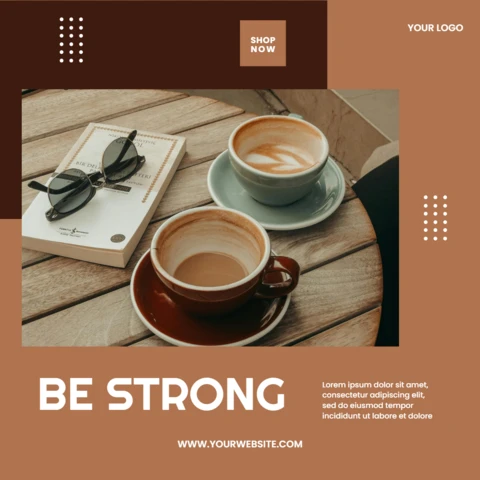 SHOP
NOW
YOUR LOGO
BE STRONG
Lorem ipsum dolor sit amet,
consectetur adipiscing elit,
sed do eiusmod tempor
incididunt ut labore et dolore
WWW.YOURWEBSITE.COM